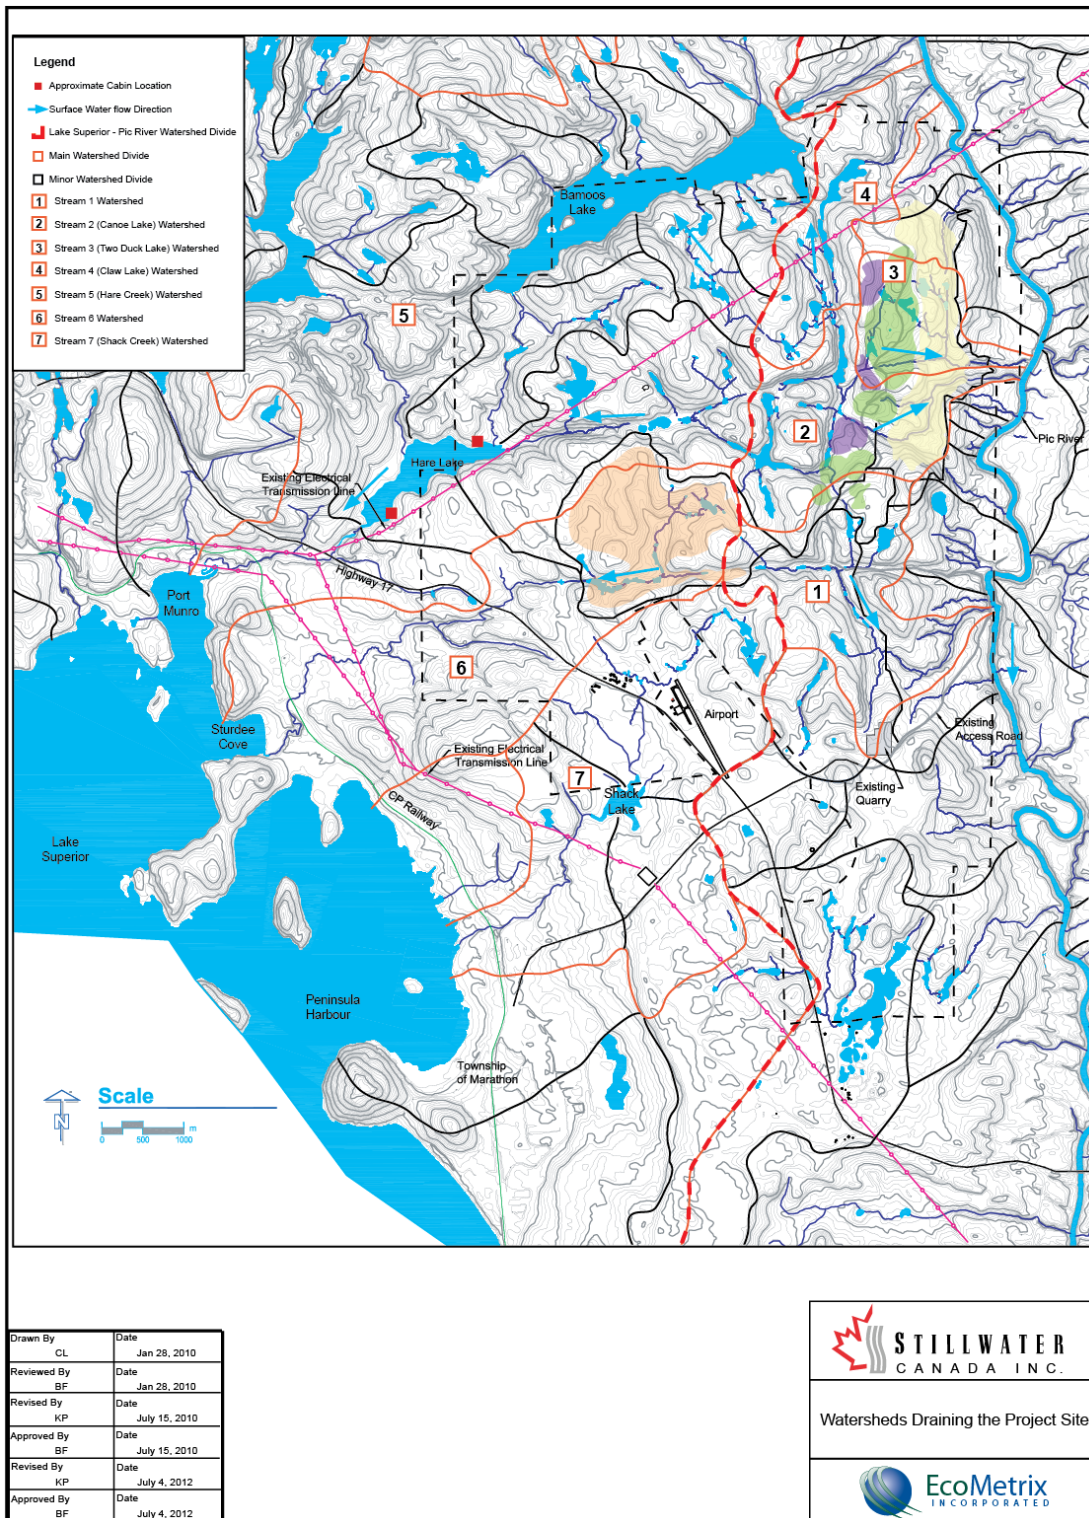 Legend
Approximate Cabin Location
Surface Water flow Direction
Lake Superior - Pic River Watershed Divide
Main Watershed Divide
Minor Watershed Divide
1 Stream 1 Watershed
2 Stream 2 (Canoe Lake) Watershed
3 Stream 3 (Two Duck Lake) Watershed
4 Stream 4 (Claw Lake) Watershed
5 Stream 5 (Hare Creek) Watershed
6 Stream 6 Watershed
7 Stream 7 (Shack Creek) Watershed
Bamoos
Lake
4
3
5
2
Pic River
Hare Lake
Existing Electrical
Transmission Line
Highway 17
Port
Munro
1
6
Airport
Sturdee
Cove
Existing
Access Road
Existing Electrical
Transmission Line
7
Shack
Lake
Existing
Quarry
CP Railway
Lake
Superior
Peninsula
Harbour
Township
of Marathon
N
Scale
m
0 500 1000
Drawn By Date
CL Jan 28, 2010
Reviewed By Date
BF Jan 28, 2010
Revised By Date
KP July 15, 2010
Approved By Date
BF July 15, 2010
Revised By Date
KP July 4, 2012
Approved By Date
BF July 4, 2012
STILLWATER
CANADA INC.
Watersheds Draining the Project Site
EcoMetrix
INCORPORATED